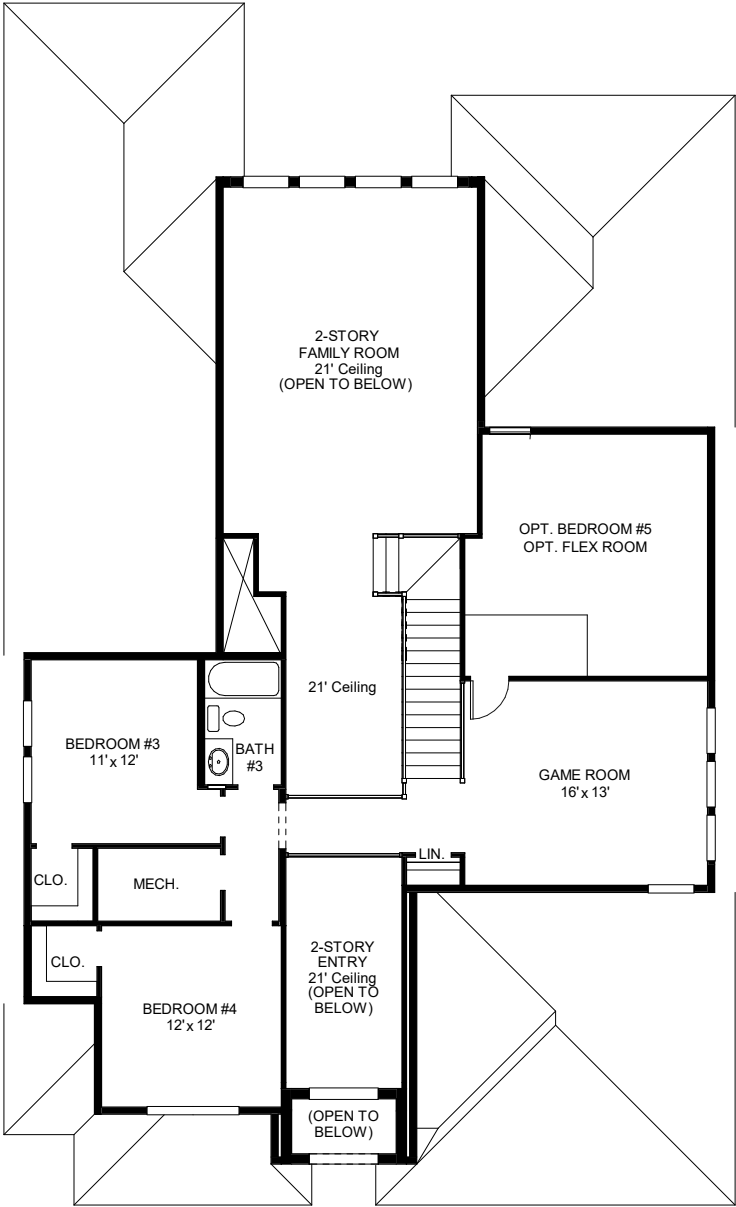 2-STORY
FAMILY ROOM
21' Ceiling
(OPEN TO BELOW)
OPT. BEDROOM #5
OPT. FLEX ROOM
21' Ceiling
BEDROOM #3
11' x 12'
BATH
#3
GAME ROOM
16' x 13'
LIN.
CLO.
MECH.
CLO.
2-STORY
ENTRY
21' Ceiling
(OPEN TO
BELOW)
BEDROOM #4
12' x 12'
(OPEN TO
BELOW)